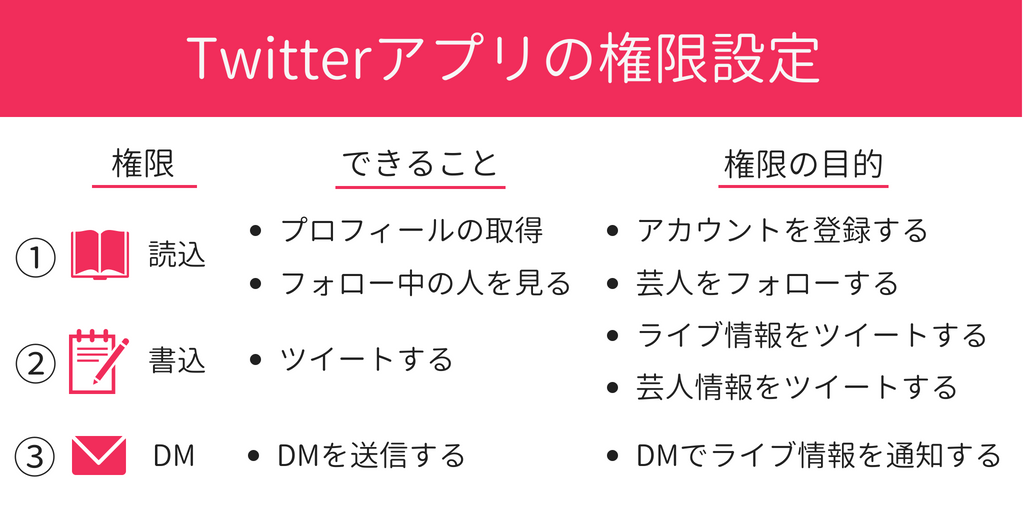 Twitterアプリの権限設定
権限 できること 権限の目的
① 読込
プロフィールの取得
フォロー中の人を見る
アカウントを登録する
芸人をフォローする
② 書込
ツイートする
ライブ情報をツイートする
芸人情報をツイートする
③ DM
DMを送信する
DMでライブ情報を通知する